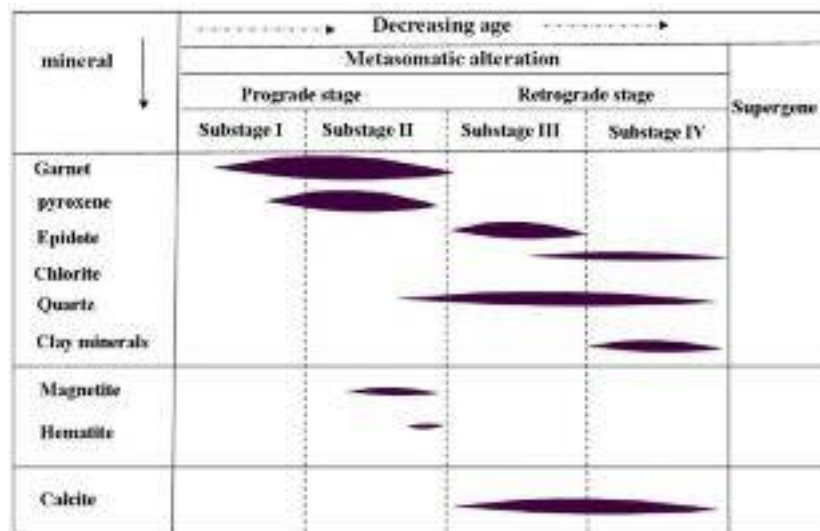 Decreasing age
mineral
Metasomatic alteration
Prograde stage Retrograde stage
Supergene
Substage I Substage II Substage III Substage IV
Garnet
pyroxene
Epidote
Chlorite
Quartz
Clay minerals
Magnetite
Hematite
Calcite